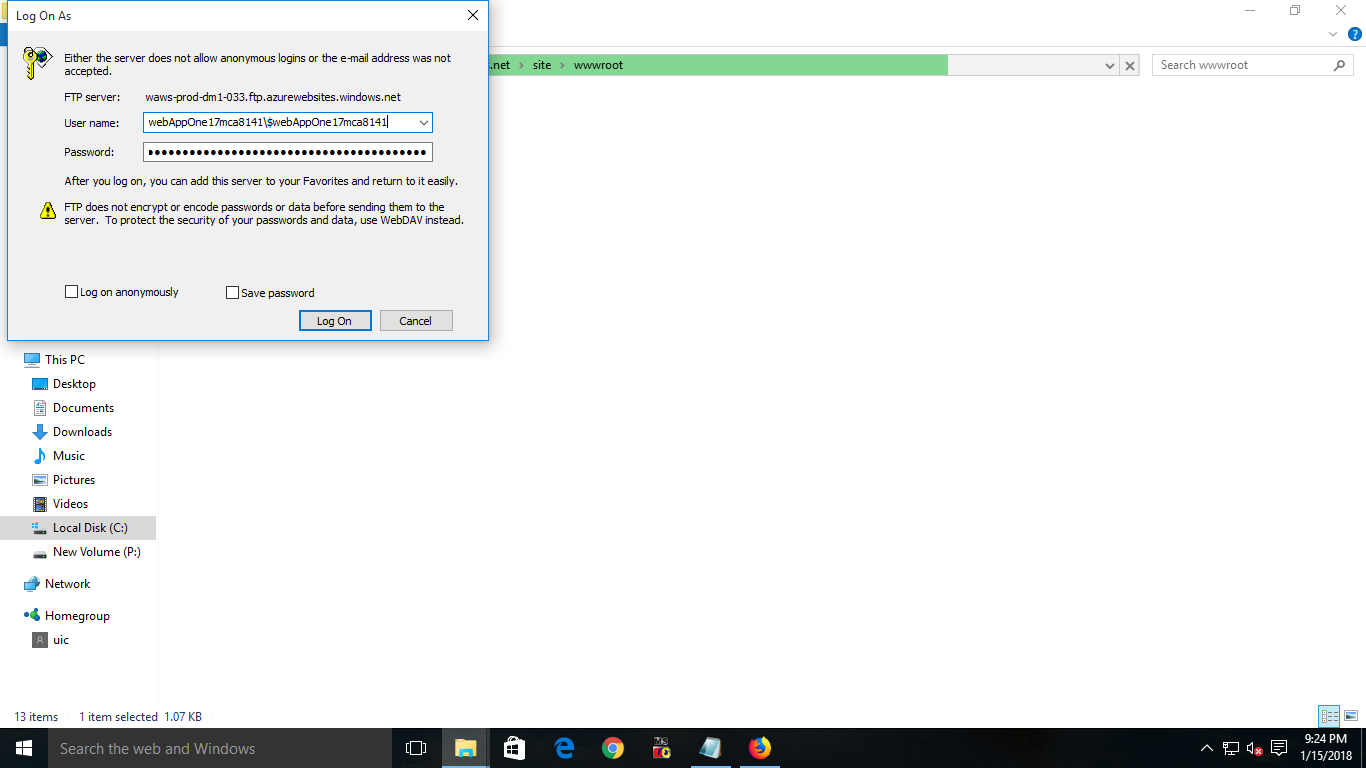 Log On As
Either the server does not allow anonymous logins or the e-mail address was not
accepted.
FTP server: waws-prod-dm1-033.ftp.azurewebsites.windows.net
User name: webAppOne17mca8141\$webAppOne17mca8141
Password:
After you log on, you can add this server to your Favorites and return to it easily.
FTP does not encrypt or encode passwords or data before sending them to the
server. To protect the security of your passwords and data, use WebDAV instead.
Log on anonymously Save password
Log On Cancel
.net site wwwroot
Search wwwroot
This PC
Desktop
Documents
Downloads
Music
Pictures
Videos
Local Disk (C:)
New Volume (P:)
Network
Homegroup
uic
13 items 1 item selected 1.07 KB
Search the web and Windows
9:24 PM
1/15/2018